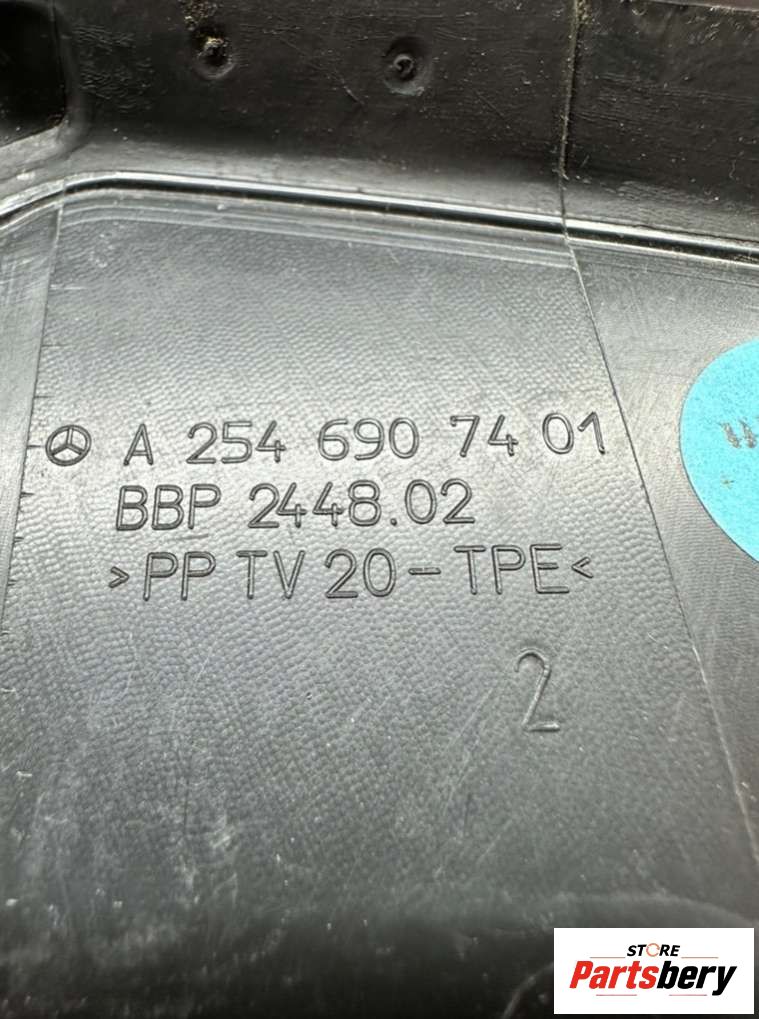 A 254 690 74 01
BBP 2448.02
>PP TV 20-TPE<
2
STORE
Partsbery